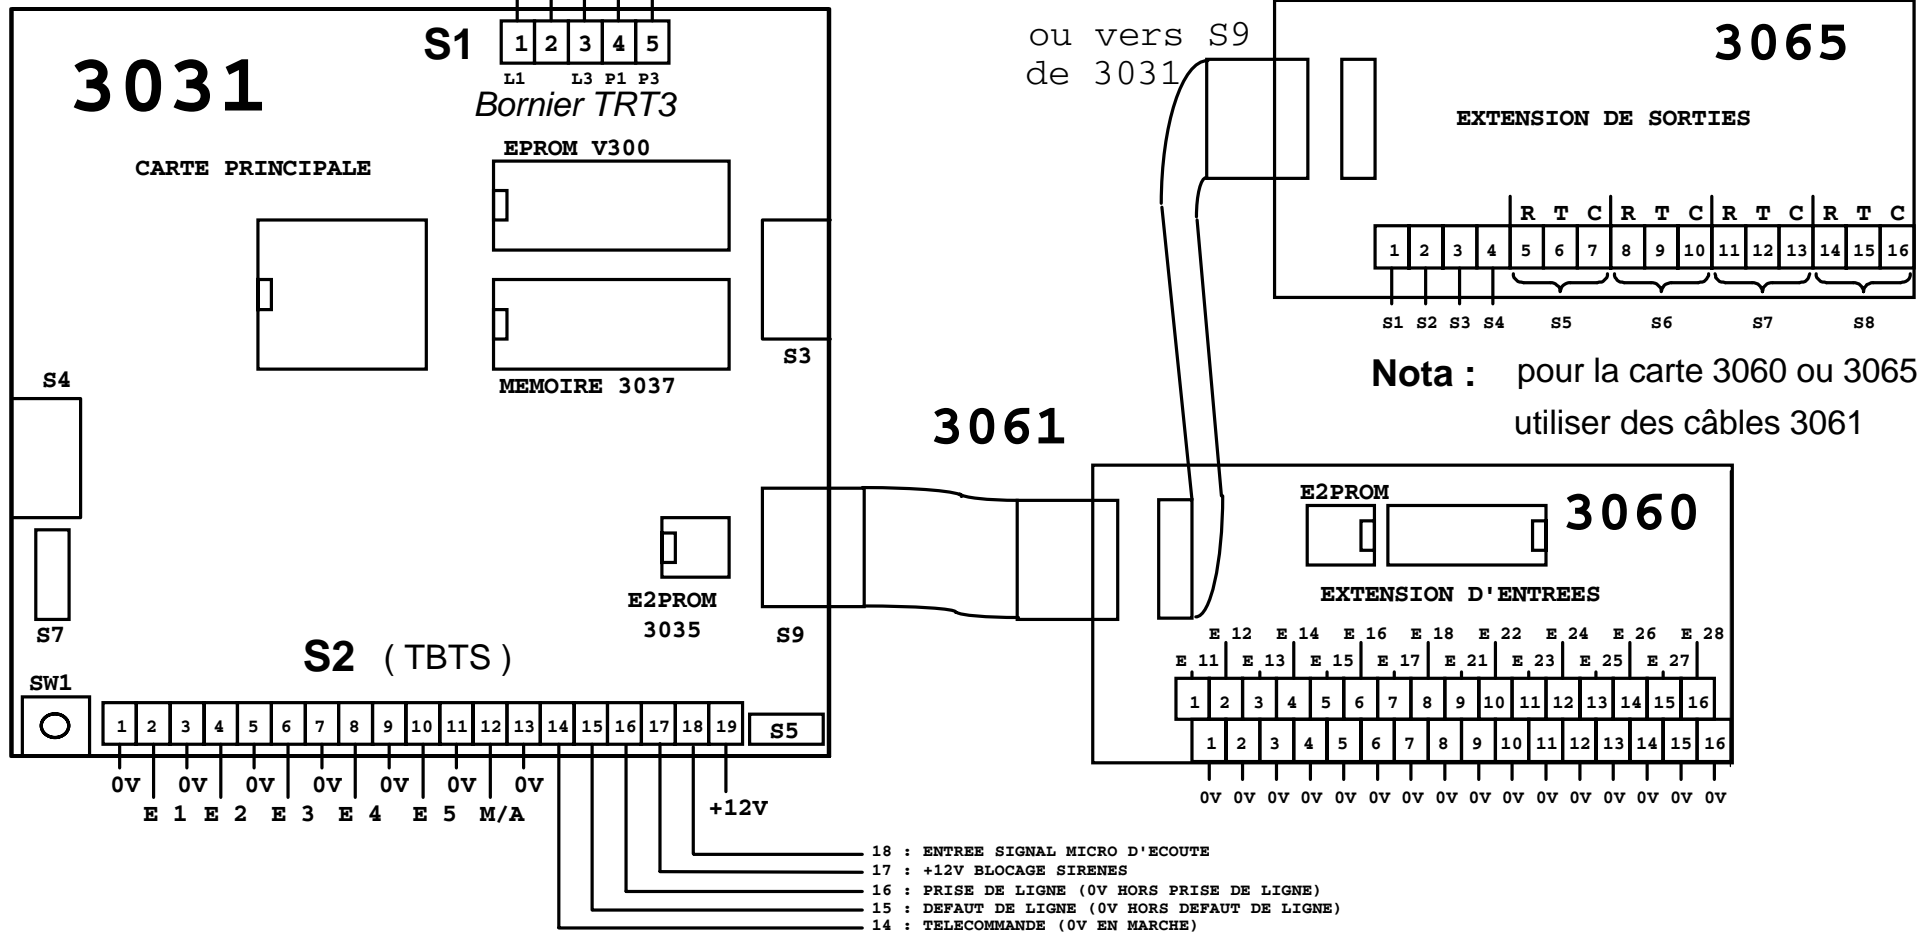 3031
S1
1 2 3 4 5
L1 L3 P1 P3
Bornier TRT3
CARTE PRINCIPALE
EPROM V300
MEMOIRE 3037
S3
S4
S7
SW1
E2PROM
3035
S9
S2 ( TBTS )
1 2 3 4 5 6 7 8 9 10 11 12 13 14 15 16 17 18 19
S5
0V 0V 0V 0V 0V 0V 0V
E 1 E 2 E 3 E 4 E 5 M/A
+12V
18 : ENTREE SIGNAL MICRO D'ECOUTE
17 : +12V BLOCAGE SIRENES
16 : PRISE DE LIGNE (0V HORS PRISE DE LIGNE)
15 : DEFAUT DE LIGNE (0V HORS DEFAUT DE LIGNE)
14 : TELECOMMANDE (0V EN MARCHE)
3061
ou vers S9
de 3031
3065
EXTENSION DE SORTIES
R T C R T C R T C R T C
1 2 3 4 5 6 7 8 9 10 11 12 13 14 15 16
S1 S2 S3 S4 S5 S6 S7 S8
Nota : pour la carte 3060 ou 3065
utiliser des câbles 3061
E2PROM
3060
EXTENSION D'ENTREES
E 12 E 14 E 16 E 18 E 22 E 24 E 26 E 28
E 11 E 13 E 15 E 17 E 21 E 23 E 25 E 27
1 2 3 4 5 6 7 8 9 10 11 12 13 14 15 16
1 2 3 4 5 6 7 8 9 10 11 12 13 14 15 16
0V 0V 0V 0V 0V 0V 0V 0V 0V 0V 0V 0V 0V 0V 0V 0V